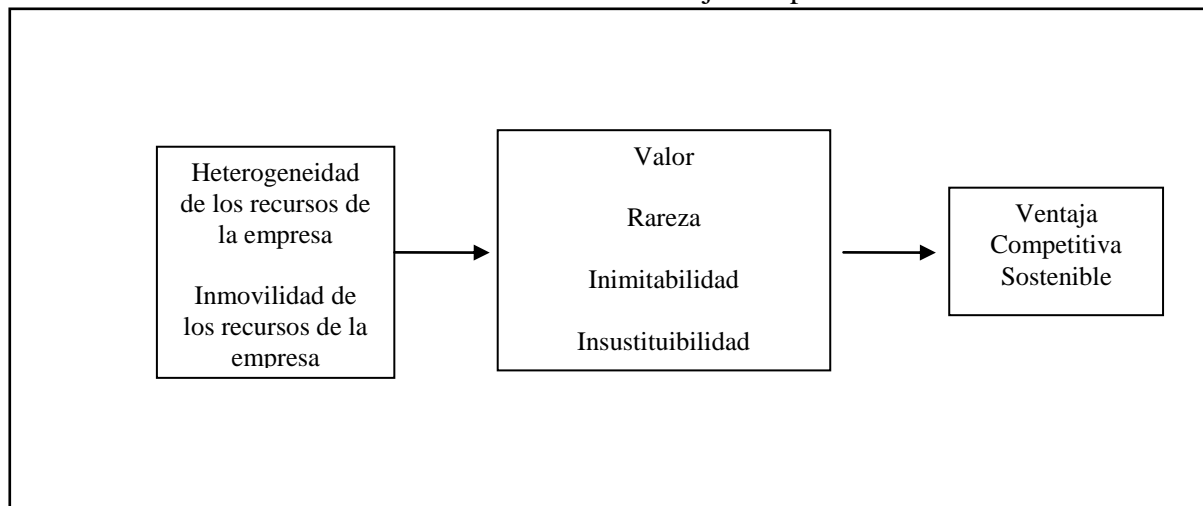 Heterogeneidad
de los recursos de
la empresa
Inmovilidad de
los recursos de la
empresa
Valor
Rareza
Inimitabilidad
Insustituibilidad
Ventaja
Competitiva
Sostenible